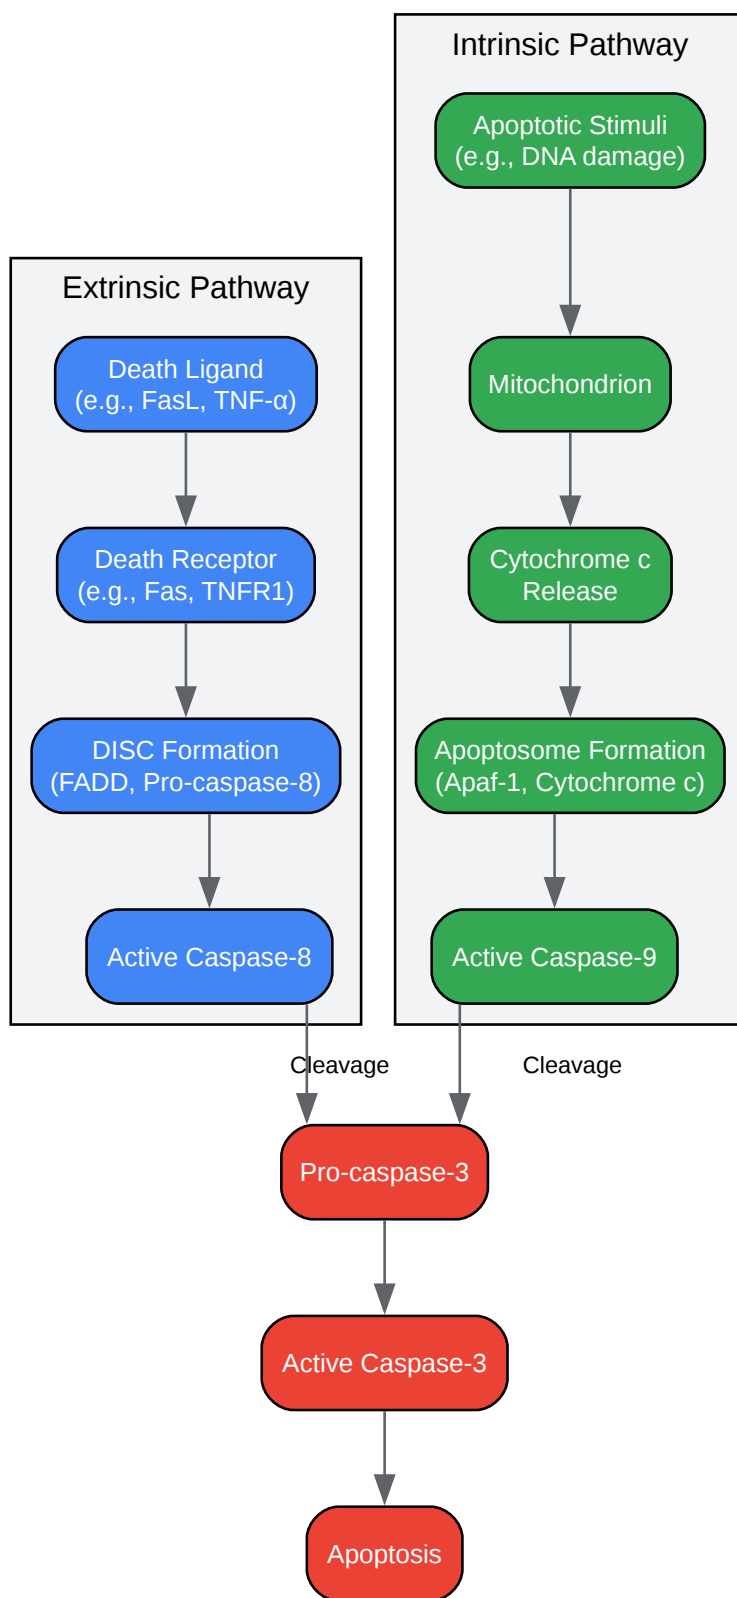 Intrinsic Pathway
Apoptotic Stimuli
(e.g., DNA damage)
Mitochondrion
Cytochrome c
Release
Apoptosome Formation
(Apaf-1, Cytochrome c)
Active Caspase-9
Extrinsic Pathway
Death Ligand
(e.g., FasL, TNF-α)
Death Receptor
(e.g., Fas, TNFR1)
DISC Formation
(FADD, Pro-caspase-8)
Active Caspase-8
Cleavage
Cleavage
Pro-caspase-3
Active Caspase-3
Apoptosis